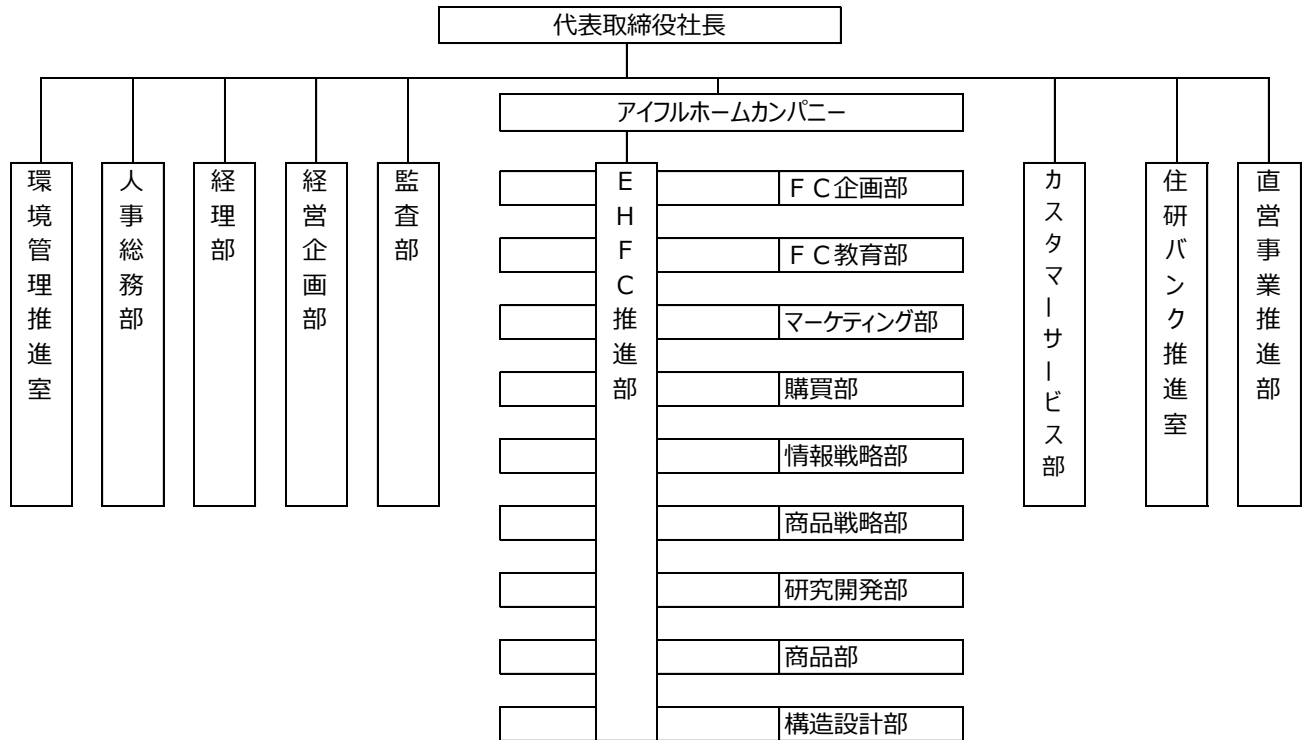 代表取締役社長
アイフルホームカンパニー
環境管理推進室
人事総務部
経理部
経営企画部
監査部
EHFC推進部
ＦＣ企画部
ＦＣ教育部
マーケティング部
購買部
情報戦略部
商品戦略部
研究開発部
商品部
構造設計部
カスタマーサービス部
住研バンク推進室
直営事業推進部